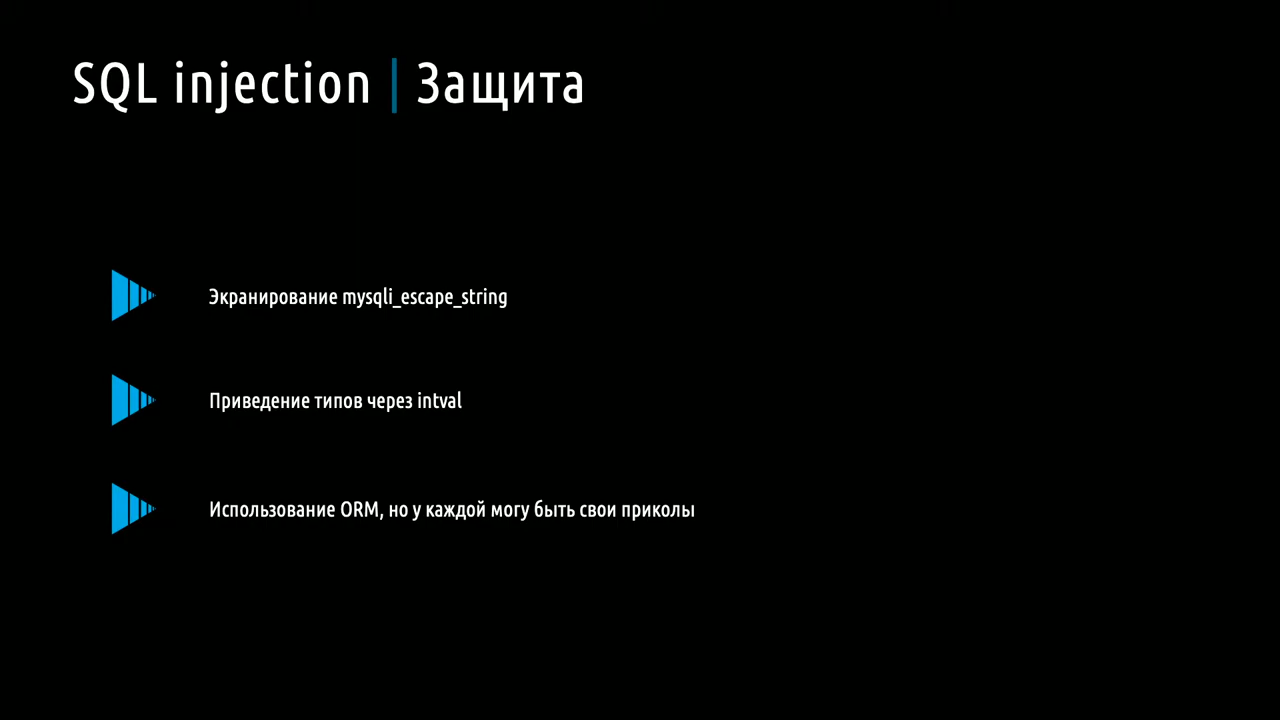 SQL injection | Защита
Экранирование mysqli_escape_string
Приведение типов через intval
Использование ORM, но у каждой могу быть свои приколы